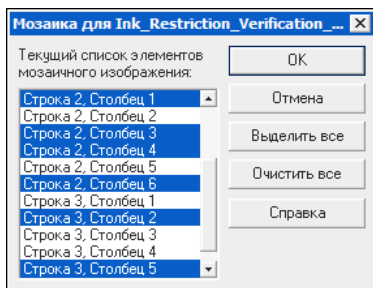 Мозаика для Ink_Restriction_Verification_...
Текущий список элементов
мозаичного изображения:
Строка 2, Столбец 1
Строка 2, Столбец 2
Строка 2, Столбец 3
Строка 2, Столбец 4
Строка 2, Столбец 5
Строка 2, Столбец 6
Строка 3, Столбец 1
Строка 3, Столбец 2
Строка 3, Столбец 3
Строка 3, Столбец 4
Строка 3, Столбец 5
OK
Отмена
Выделить все
Очистить все
Справка